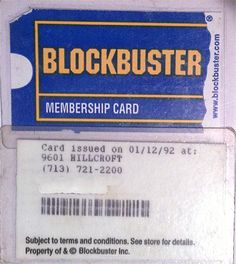 BLOCKBUSTER®
MEMBERSHIP CARD
www.blockbuster.com
Card issued on 01/12/92 at:
9601 HILLCROFT
(713) 721-2200
Subject to terms and conditions. See store for details.
Property of & © Blockbuster Inc.